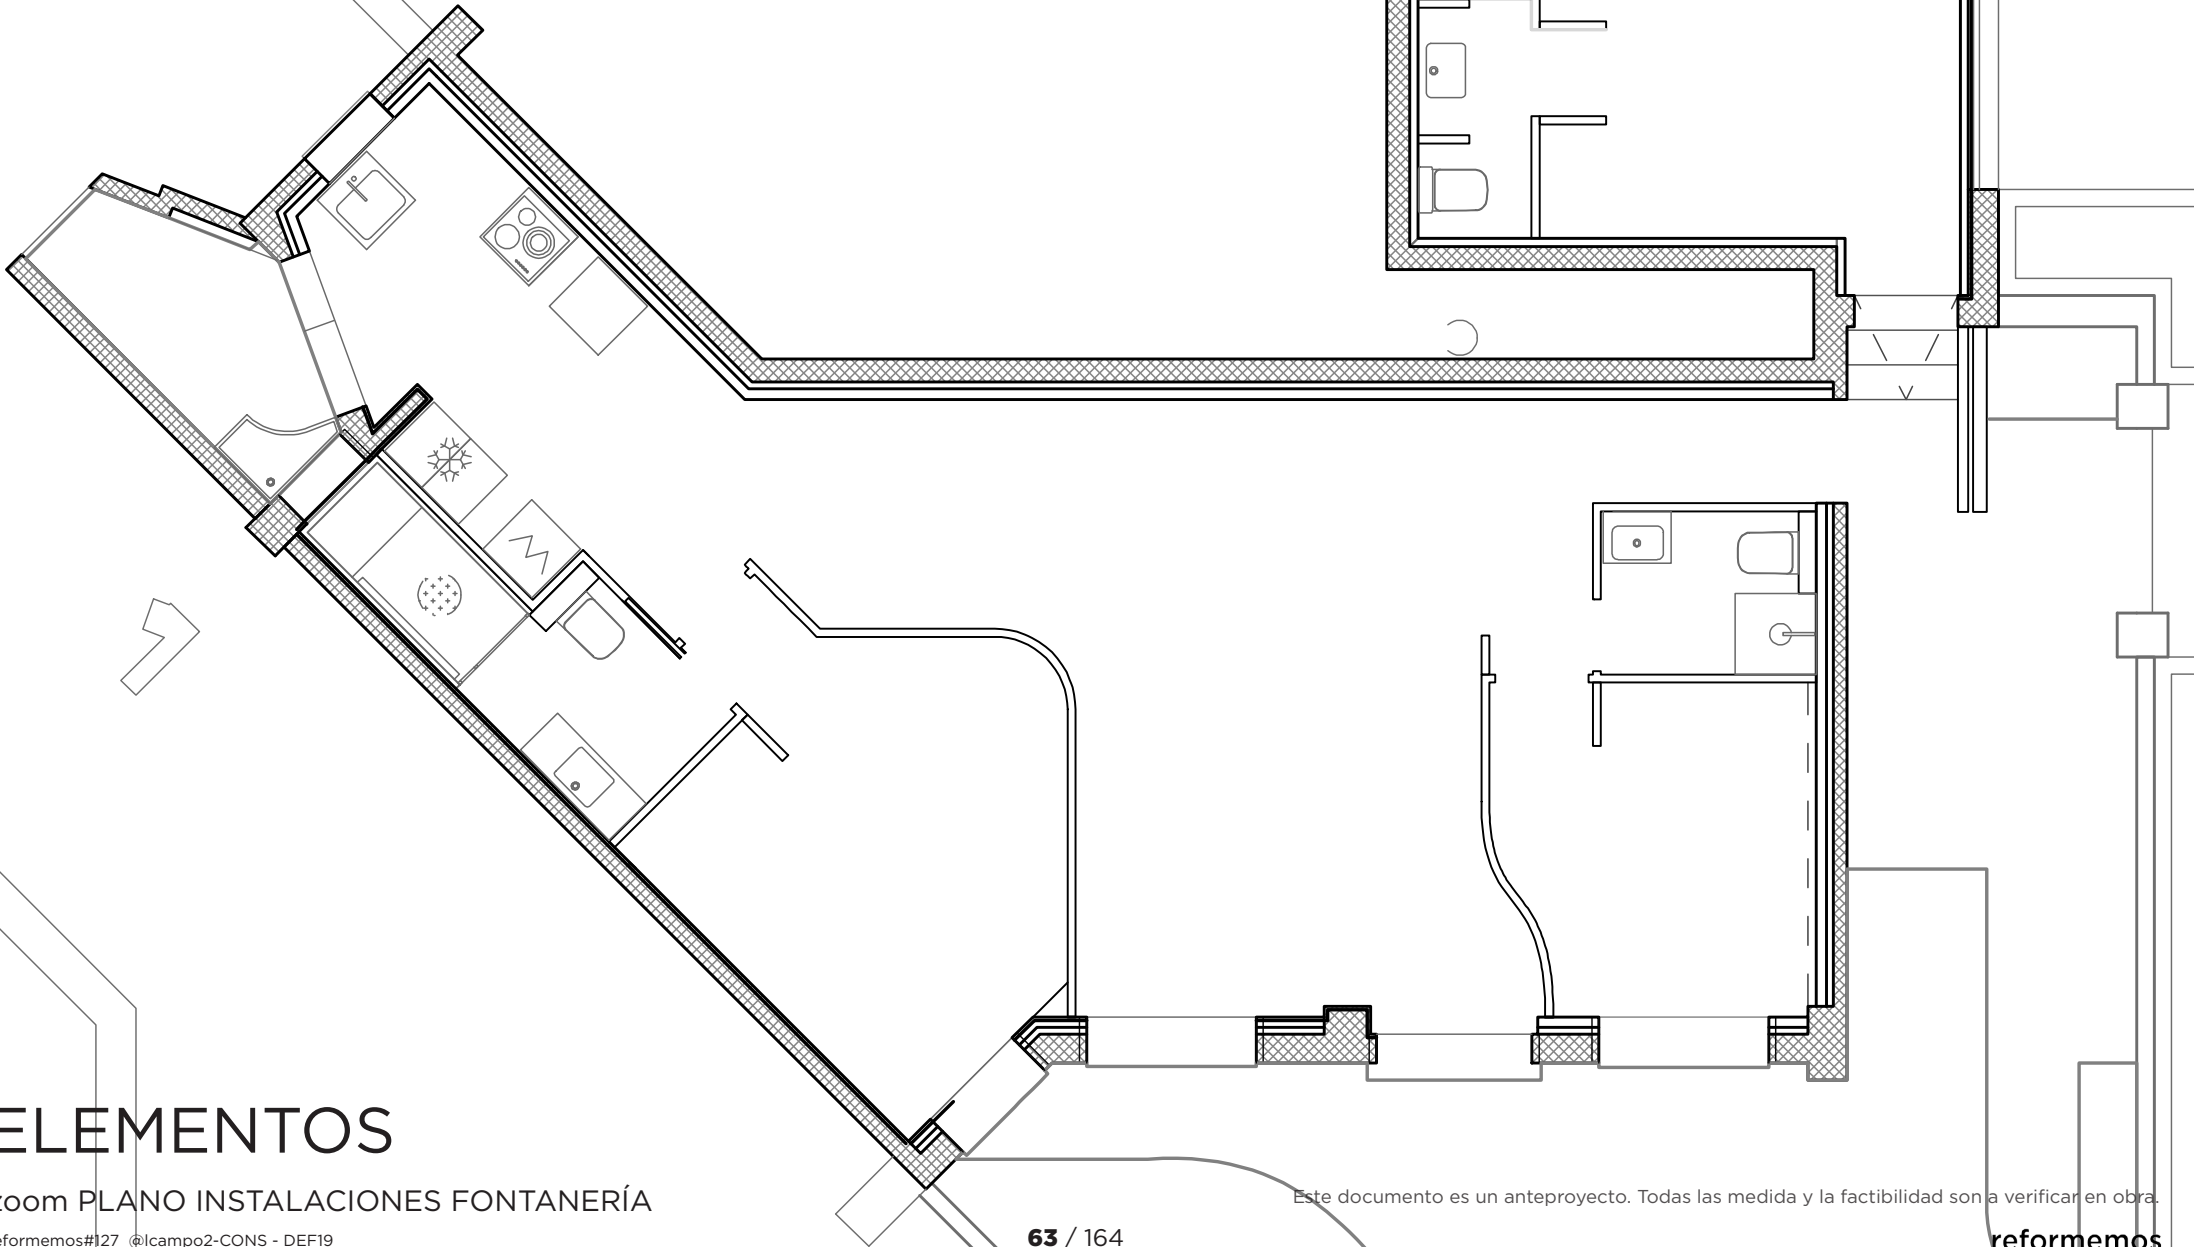 ELEMENTOS
zoom PLANO INSTALACIONES FONTANERÍA
reformemos#127 @lcampo2-CONS - DEF19
63 / 164
Este documento es un anteproyecto. Todas las medida y la factibilidad son a verificar en obra.
reformemos